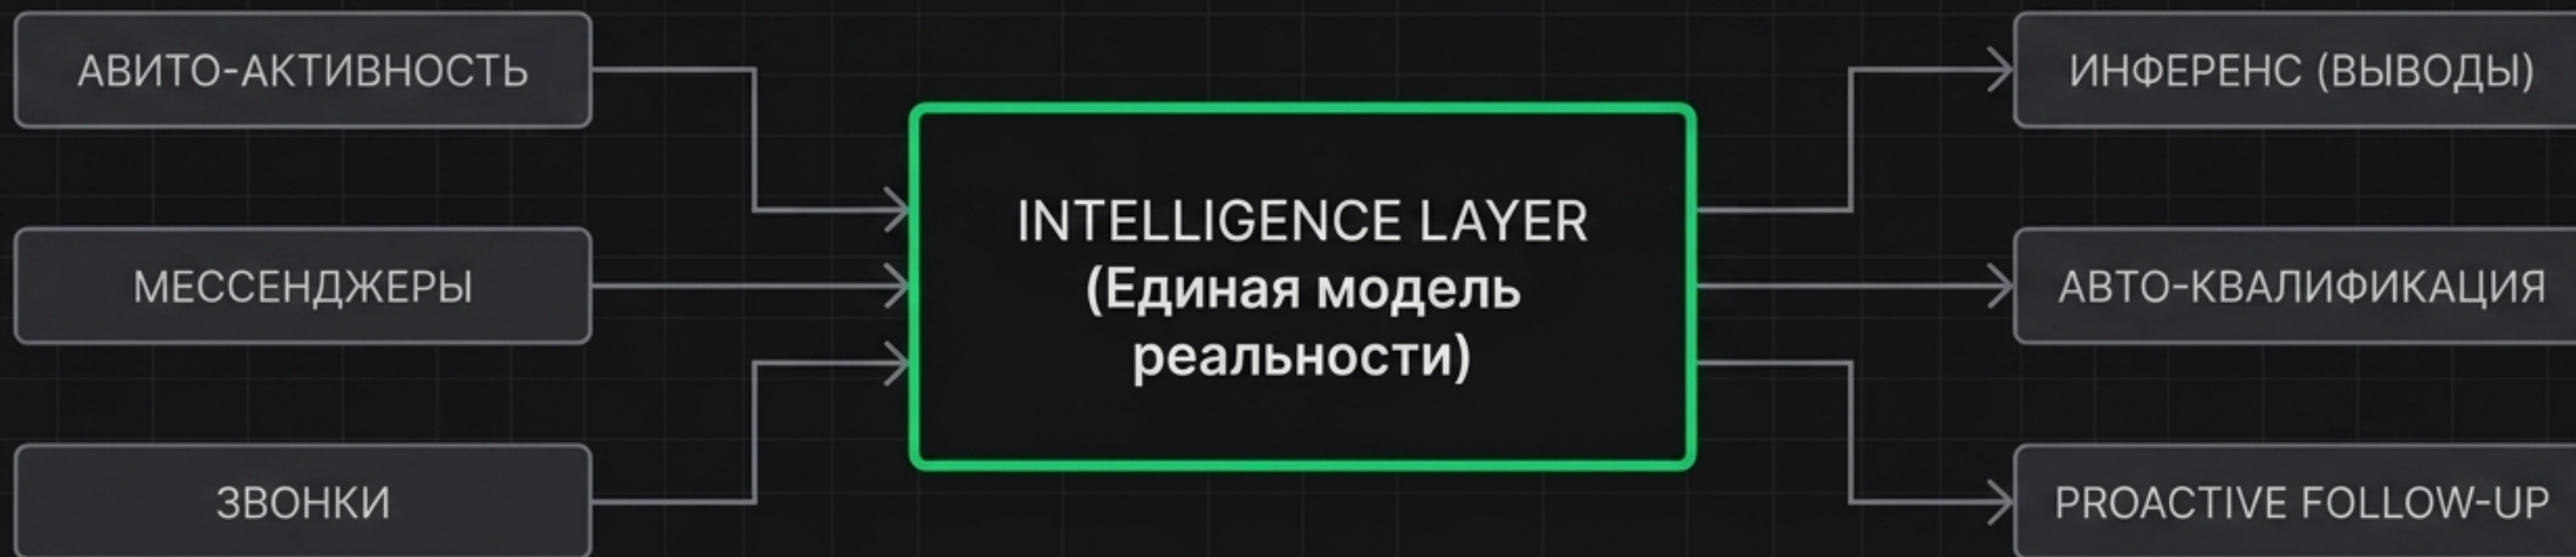 АВИТО-АКТИВНОСТЬ
МЕССЕНДЖЕРЫ
ЗВОНКИ
INTELLIGENCE LAYER
(Единая модель
реальности)
ИНФЕРЕНС (ВЫВОДЫ)
АВТО-КВАЛИФИКАЦИЯ
PROACTIVE FOLLOW-UP